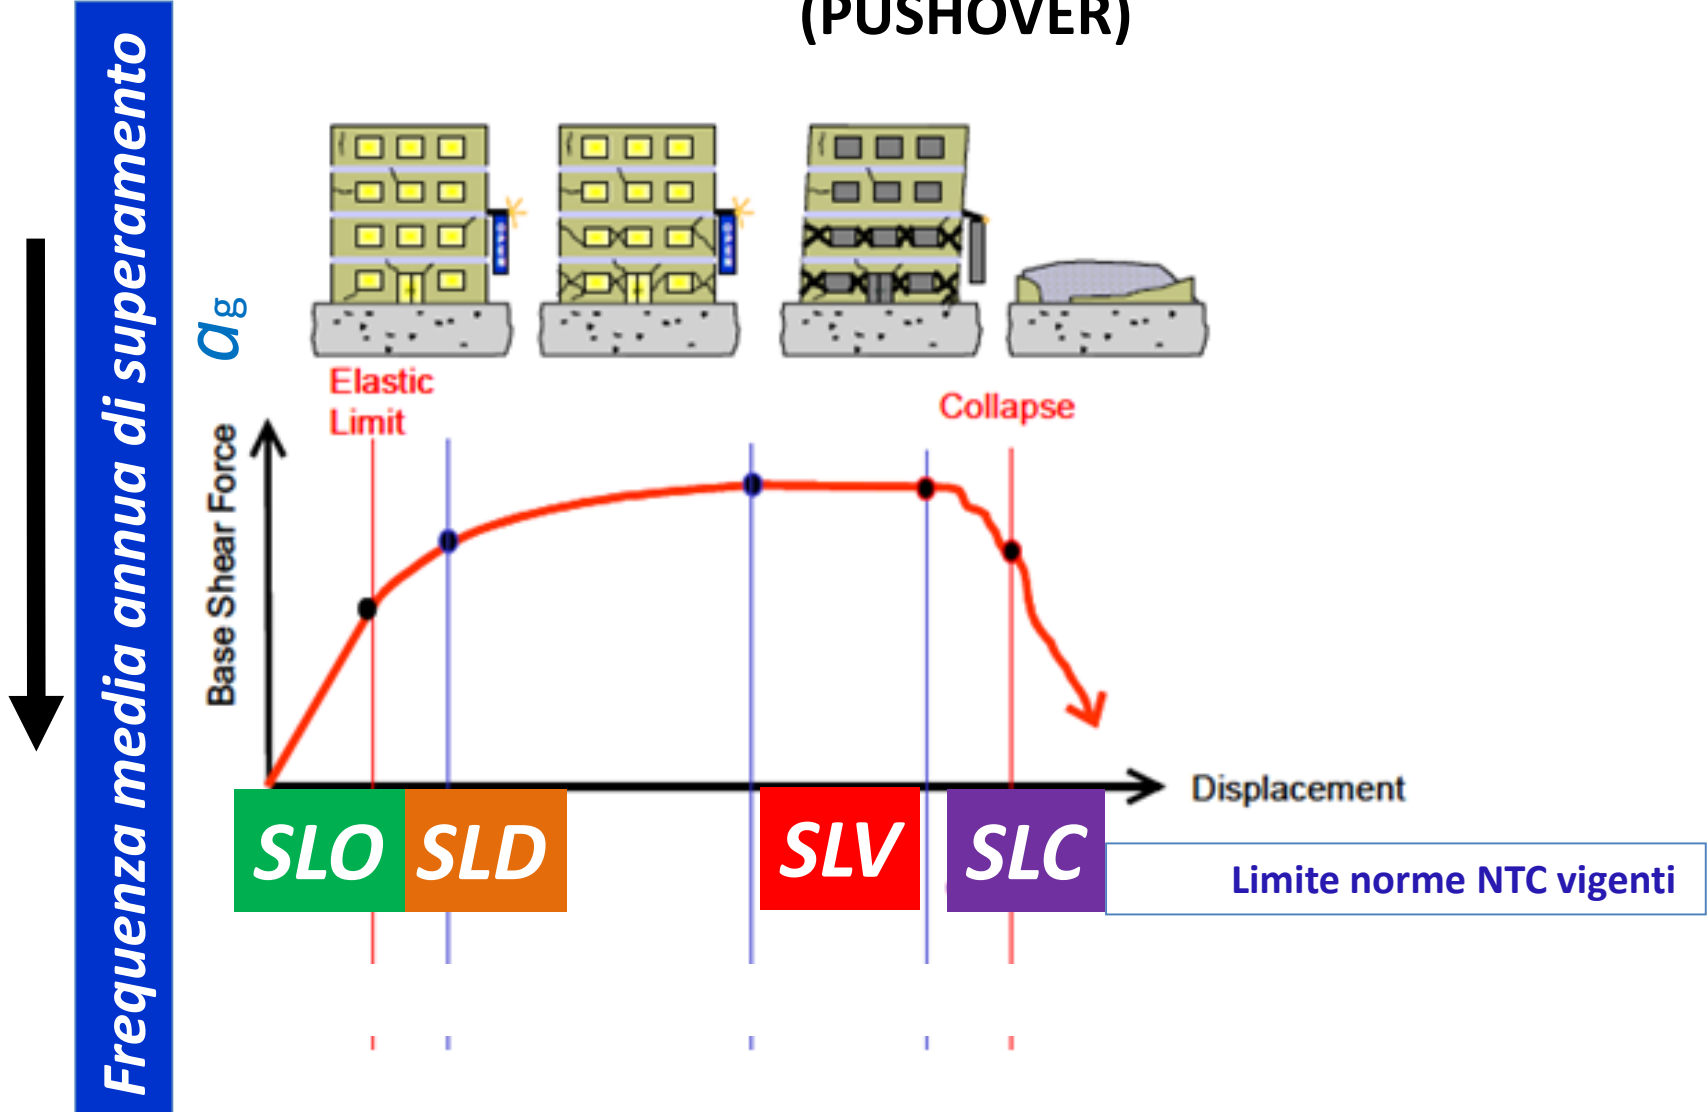 (PUSHOVER)
Frequenza media annua di superamento
ag
Elastic
Limit
Collapse
Base Shear Force
Displacement
SLO
SLD
SLV
SLC
Limite norme NTC vigenti